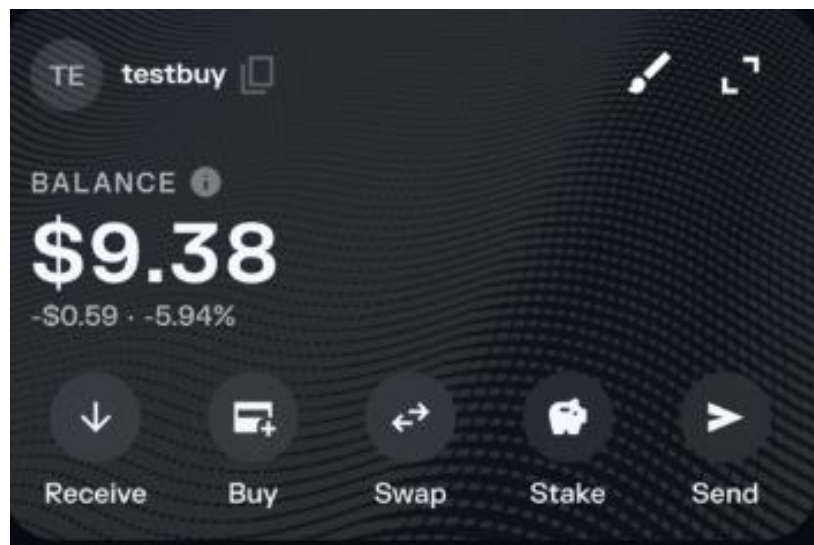 TE testbuy
BALANCE
$9.38
-$0.59 · -5.94%
Receive Buy Swap Stake Send